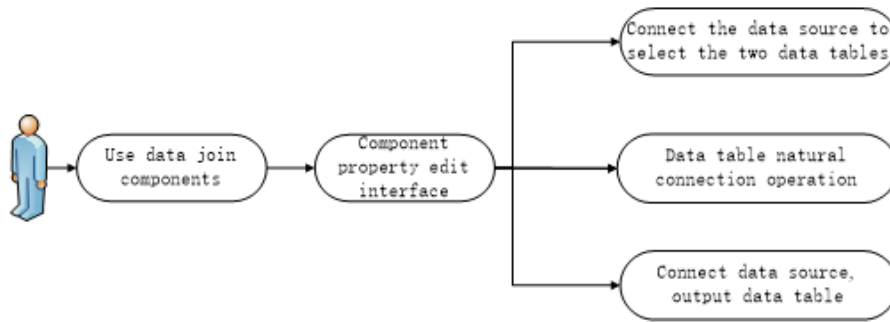 Connect the data source to
select the two data tables
Use data join
components
Component
property edit
interface
Data table natural
connection operation
Connect data source,
output data table